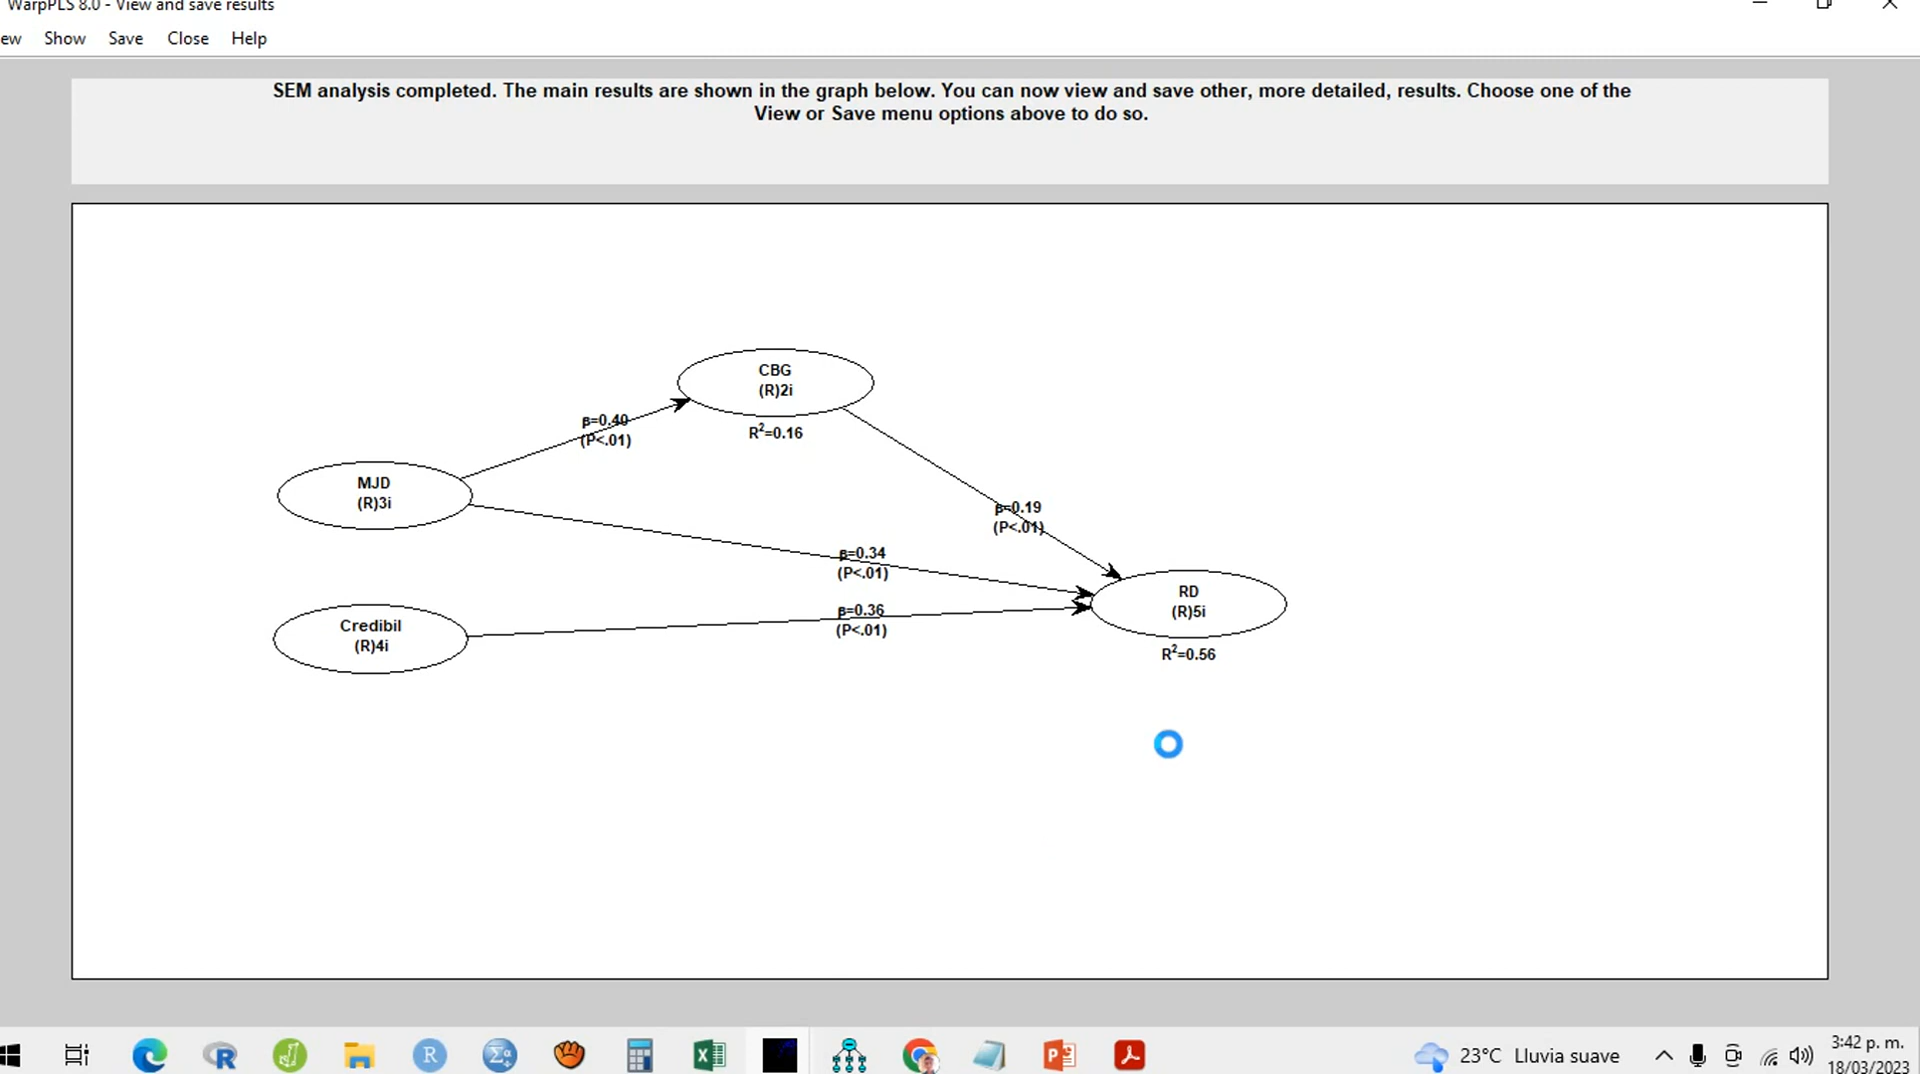 WarpPLS 8.0 - View and save results
ew Show Save Close Help
SEM analysis completed. The main results are shown in the graph below. You can now view and save other, more detailed, results. Choose one of the
View or Save menu options above to do so.
CBG
(R)2i
R²=0.16
β=0.40
(P<.01)
MJD
(R)3i
β=0.19
(P<.01)
β=0.34
(P<.01)
RD
(R)5i
R²=0.56
β=0.36
(P<.01)
Credibil
(R)4i
23°C Lluvia suave
3:42 p. m.
18/03/2023